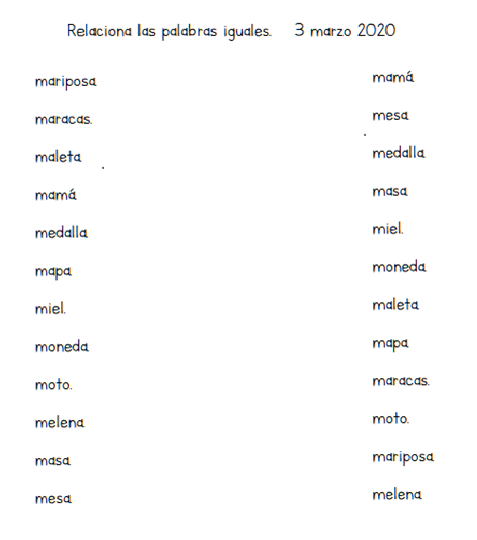 Relaciona las palabras iguales. 3 marzo 2020
mariposa mamá
maracas. mesa
maleta medalla
mamá masa
medalla miel.
mapa moneda
miel. maleta
moneda mapa
moto. maracas.
melena moto.
masa mariposa
mesa melena